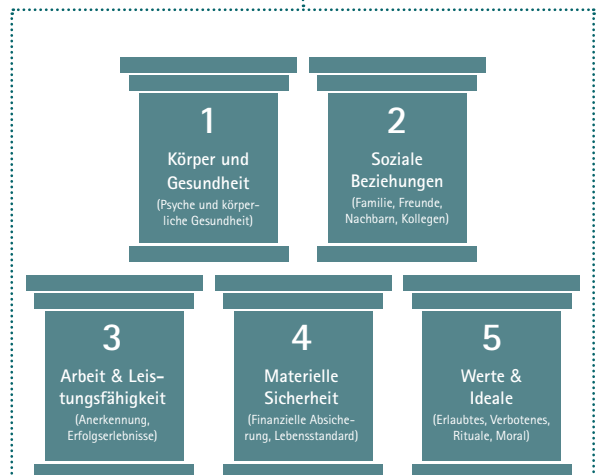 1
Körper und
Gesundheit
(Psyche und körper-
liche Gesundheit)
2
Soziale
Beziehungen
(Familie, Freunde,
Nachbarn, Kollegen)
3
Arbeit & Leis-
tungsfähigkeit
(Anerkennung,
Erfolgserlebnisse)
4
Materielle
Sicherheit
(Finanzielle Absiche-
rung, Lebensstandard)
5
Werte &
Ideale
(Erlaubtes, Verbotenes,
Rituale, Moral)